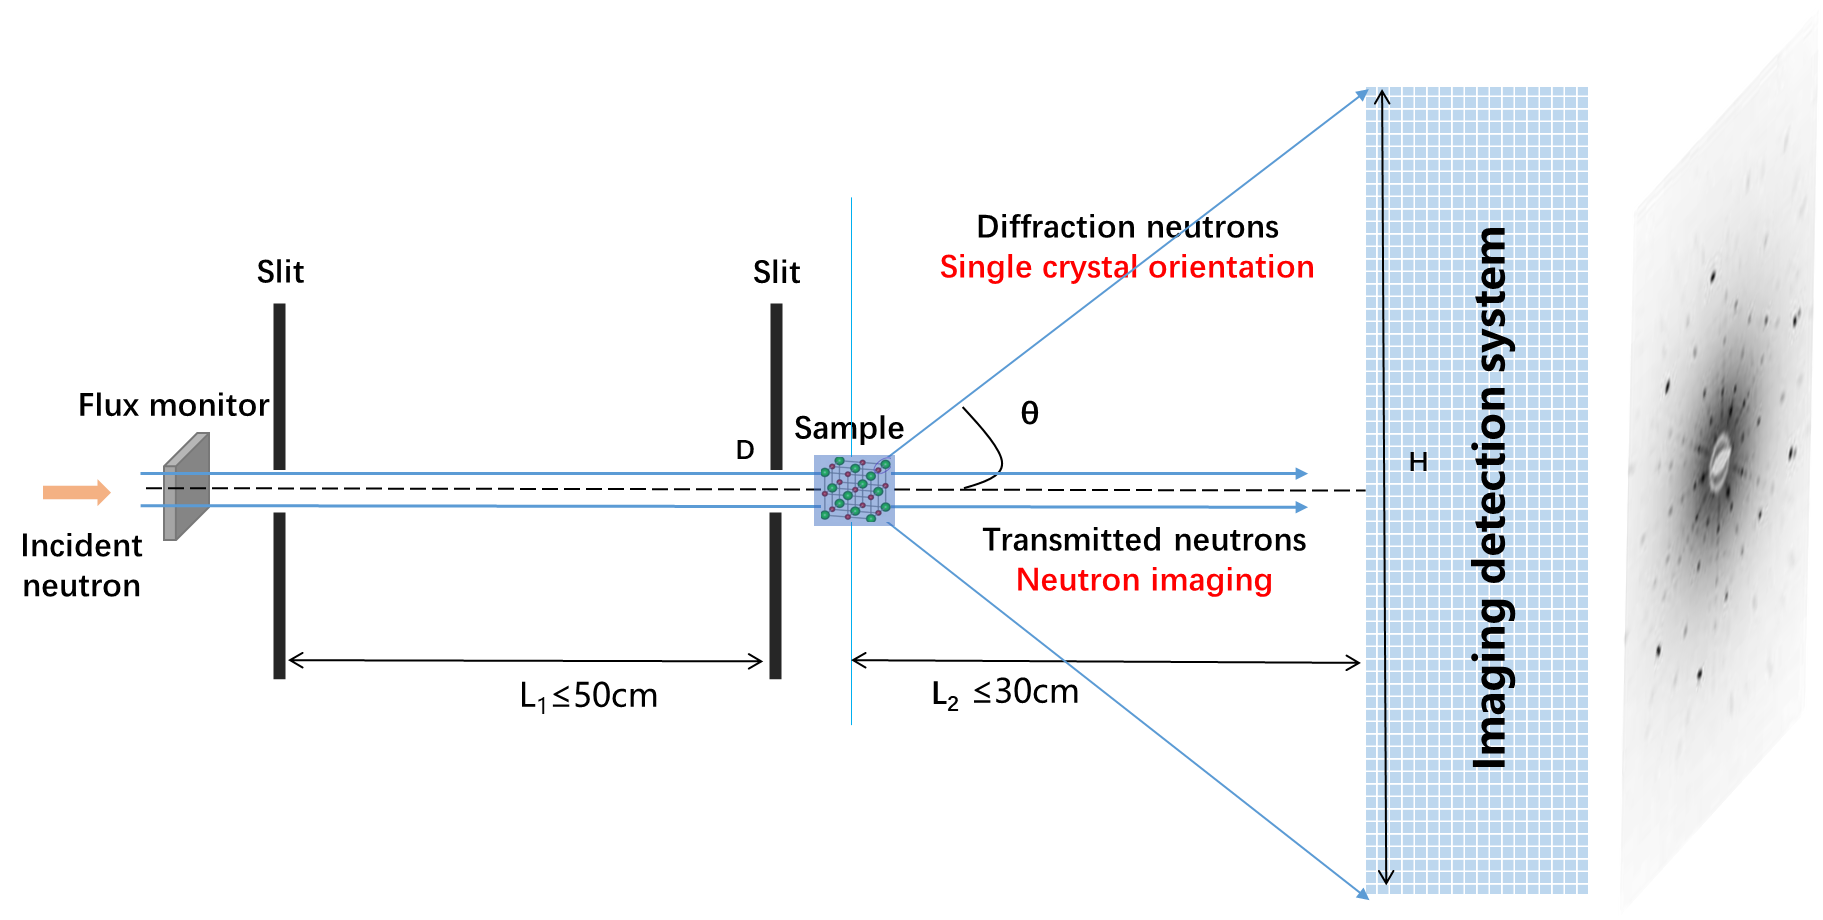 Diffraction neutrons
Single crystal orientation
Slit
Slit
Flux monitor
θ
D
Sample
H
Incident
neutron
Transmitted neutrons
Neutron imaging
L₁≤50cm
L₂ ≤30cm
Imaging detection system